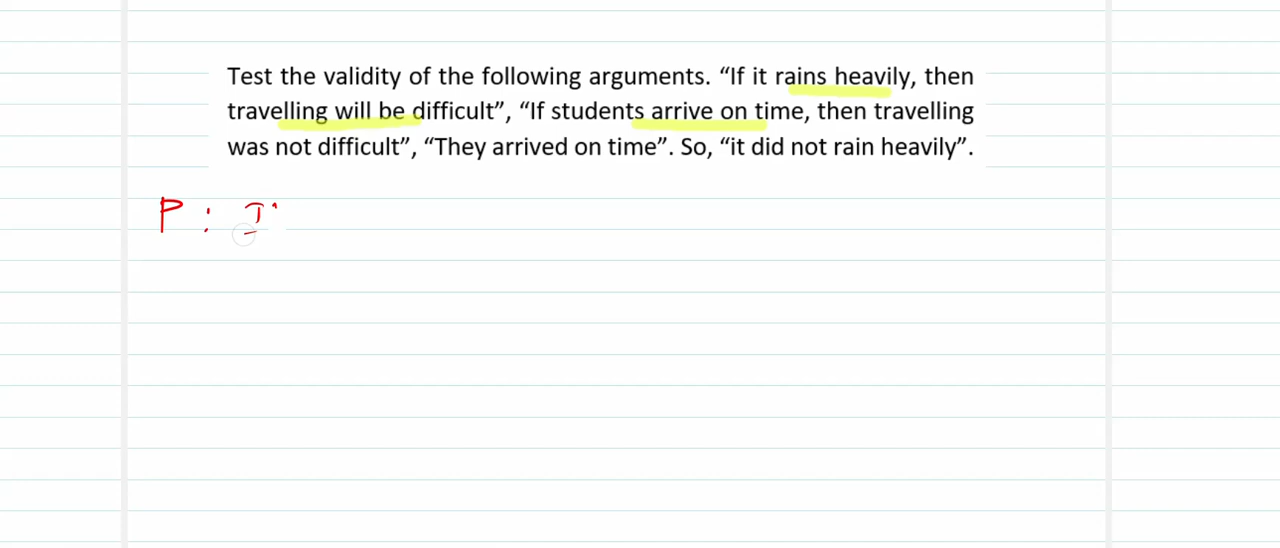 Test the validity of the following arguments. “If it rains heavily, then
travelling will be difficult”, “If students arrive on time, then travelling
was not difficult”, “They arrived on time”. So, “it did not rain heavily”.
P :